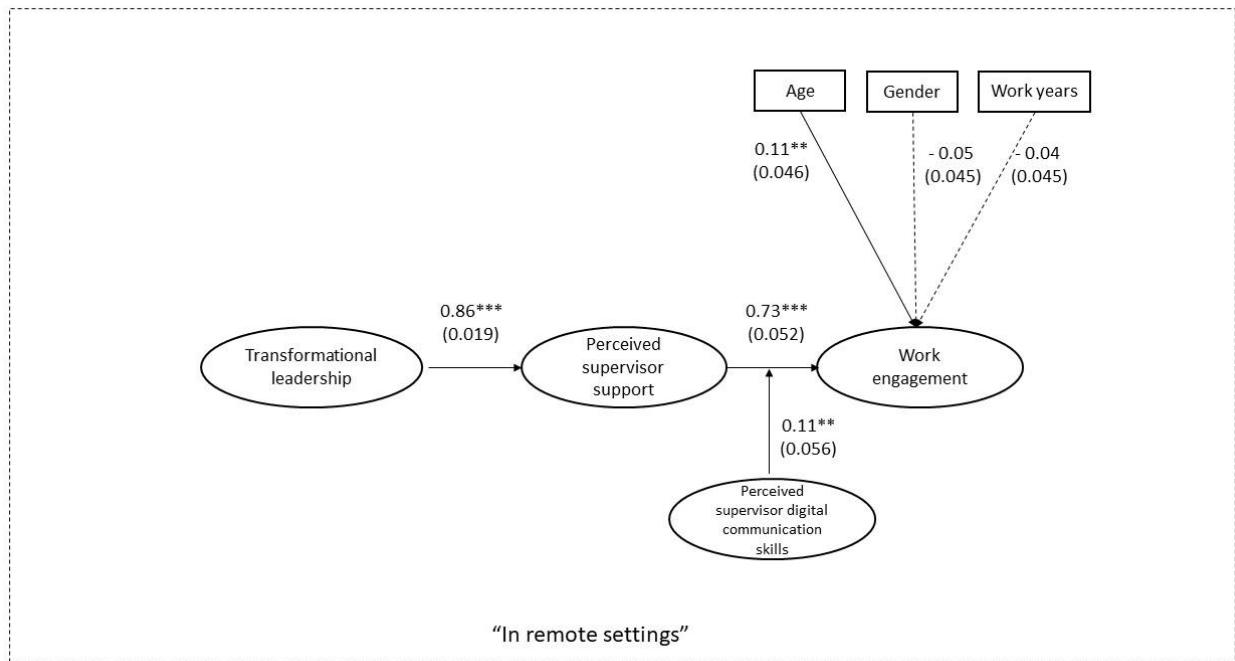 Age
Gender
Work years
0.11**
(0.046)
- 0.05
(0.045)
- 0.04
(0.045)
0.86***
(0.019)
0.73***
(0.052)
Transformational
leadership
Perceived
supervisor
support
Work
engagement
0.11**
(0.056)
Perceived
supervisor digital
communication
skills
“In remote settings”